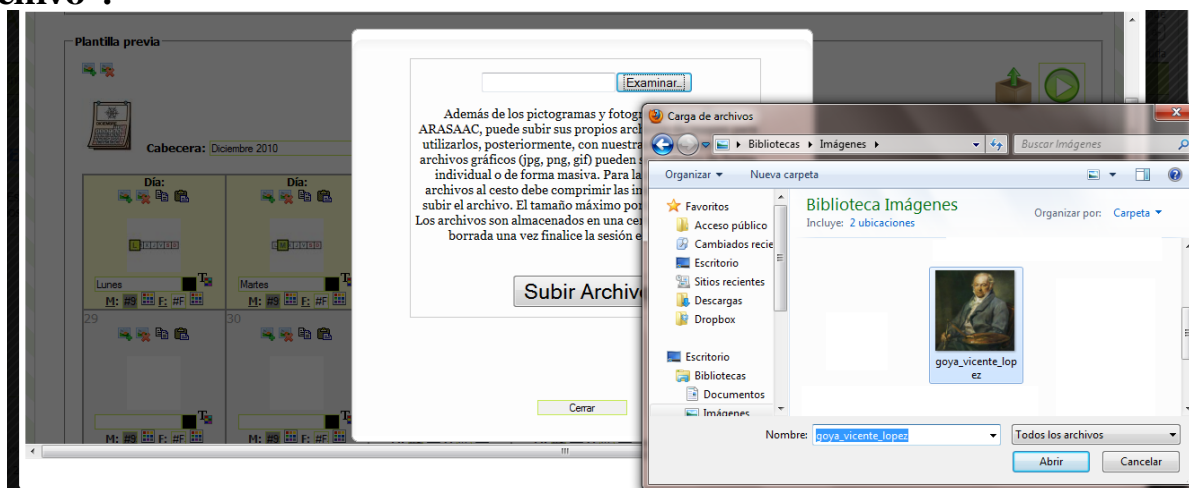 chivo".
Plantilla previa
Cabecera: Diciembre 2010
Día:
Día:
L
M
Lunes
Martes
M: #9 F: #F
M: #9 F: #F
29
30
M: #9 F: #F
M: #9 F: #F
Examinar..
Además de los pictogramas y fotogr
ARASAAC, puede subir sus propios arch
utilizarlos, posteriormente, con nuestra
archivos gráficos (jpg, png, gif) pueden s
individual o de forma masiva. Para la
archivos al cesto debe comprimir las im
subir el archivo. El tamaño máximo por
Los archivos son almacenados en una ce
borrada una vez finalice la sesión e
Subir Archivo
Cerrar
Carga de archivos
Bibliotecas Imágenes
Buscar Imágenes
Organizar
Nueva carpeta
Favoritos
Acceso público
Cambiados recie
Escritorio
Sitios recientes
Descargas
Dropbox
Escritorio
Bibliotecas
Documentos
Imágenes
Biblioteca Imágenes
Incluye: 2 ubicaciones
Organizar por: Carpeta
goya_vicente_lop
ez
Nombre: goya_vicente_lopez
Todos los archivos
Abrir
Cancelar